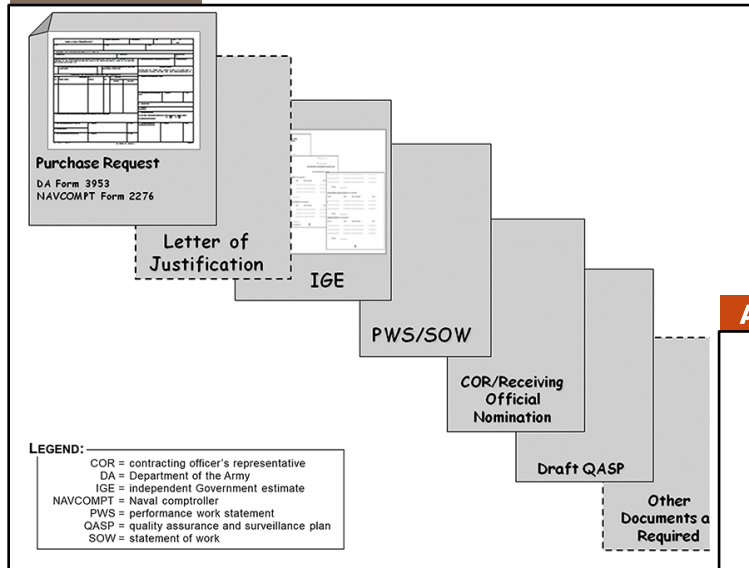 Purchase Request
DA Form 3953
NAVCOMPT Form 2276
Letter of
Justification
IGE
PWS/SOW
COR/Receiving
Official
Nomination
Draft QASP
Other
Documents a
Required
LEGEND:
COR = contracting officer's representative
DA = Department of the Army
IGE = independent Government estimate
NAVCOMPT = Naval comptroller
PWS = performance work statement
QASP = quality assurance and surveillance plan
SOW = statement of work
A